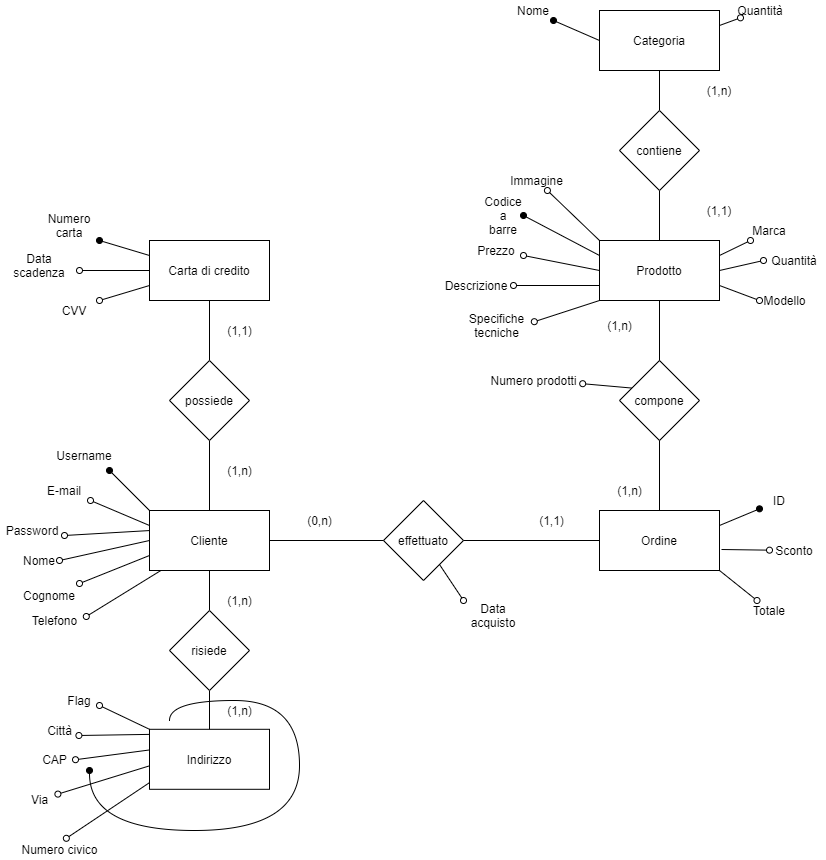 Nome
Quantità
Categoria
(1,n)
contiene
Immagine
(1,1)
Codice
a
barre
Marca
Prezzo
Prodotto
Quantità
Descrizione
Modello
Specifiche
tecniche
(1,n)
Numero
carta
Data
scadenza
Carta di credito
CVV
(1,1)
possiede
Numero prodotti
compone
(1,n)
(1,n)
Username
E-mail
Password
Nome
Cognome
Telefono
Cliente
(0,n)
effettuato
(1,1)
Ordine
ID
Sconto
Totale
Data
acquisto
(1,n)
risiede
(1,n)
Flag
Città
CAP
Via
Numero civico
Indirizzo